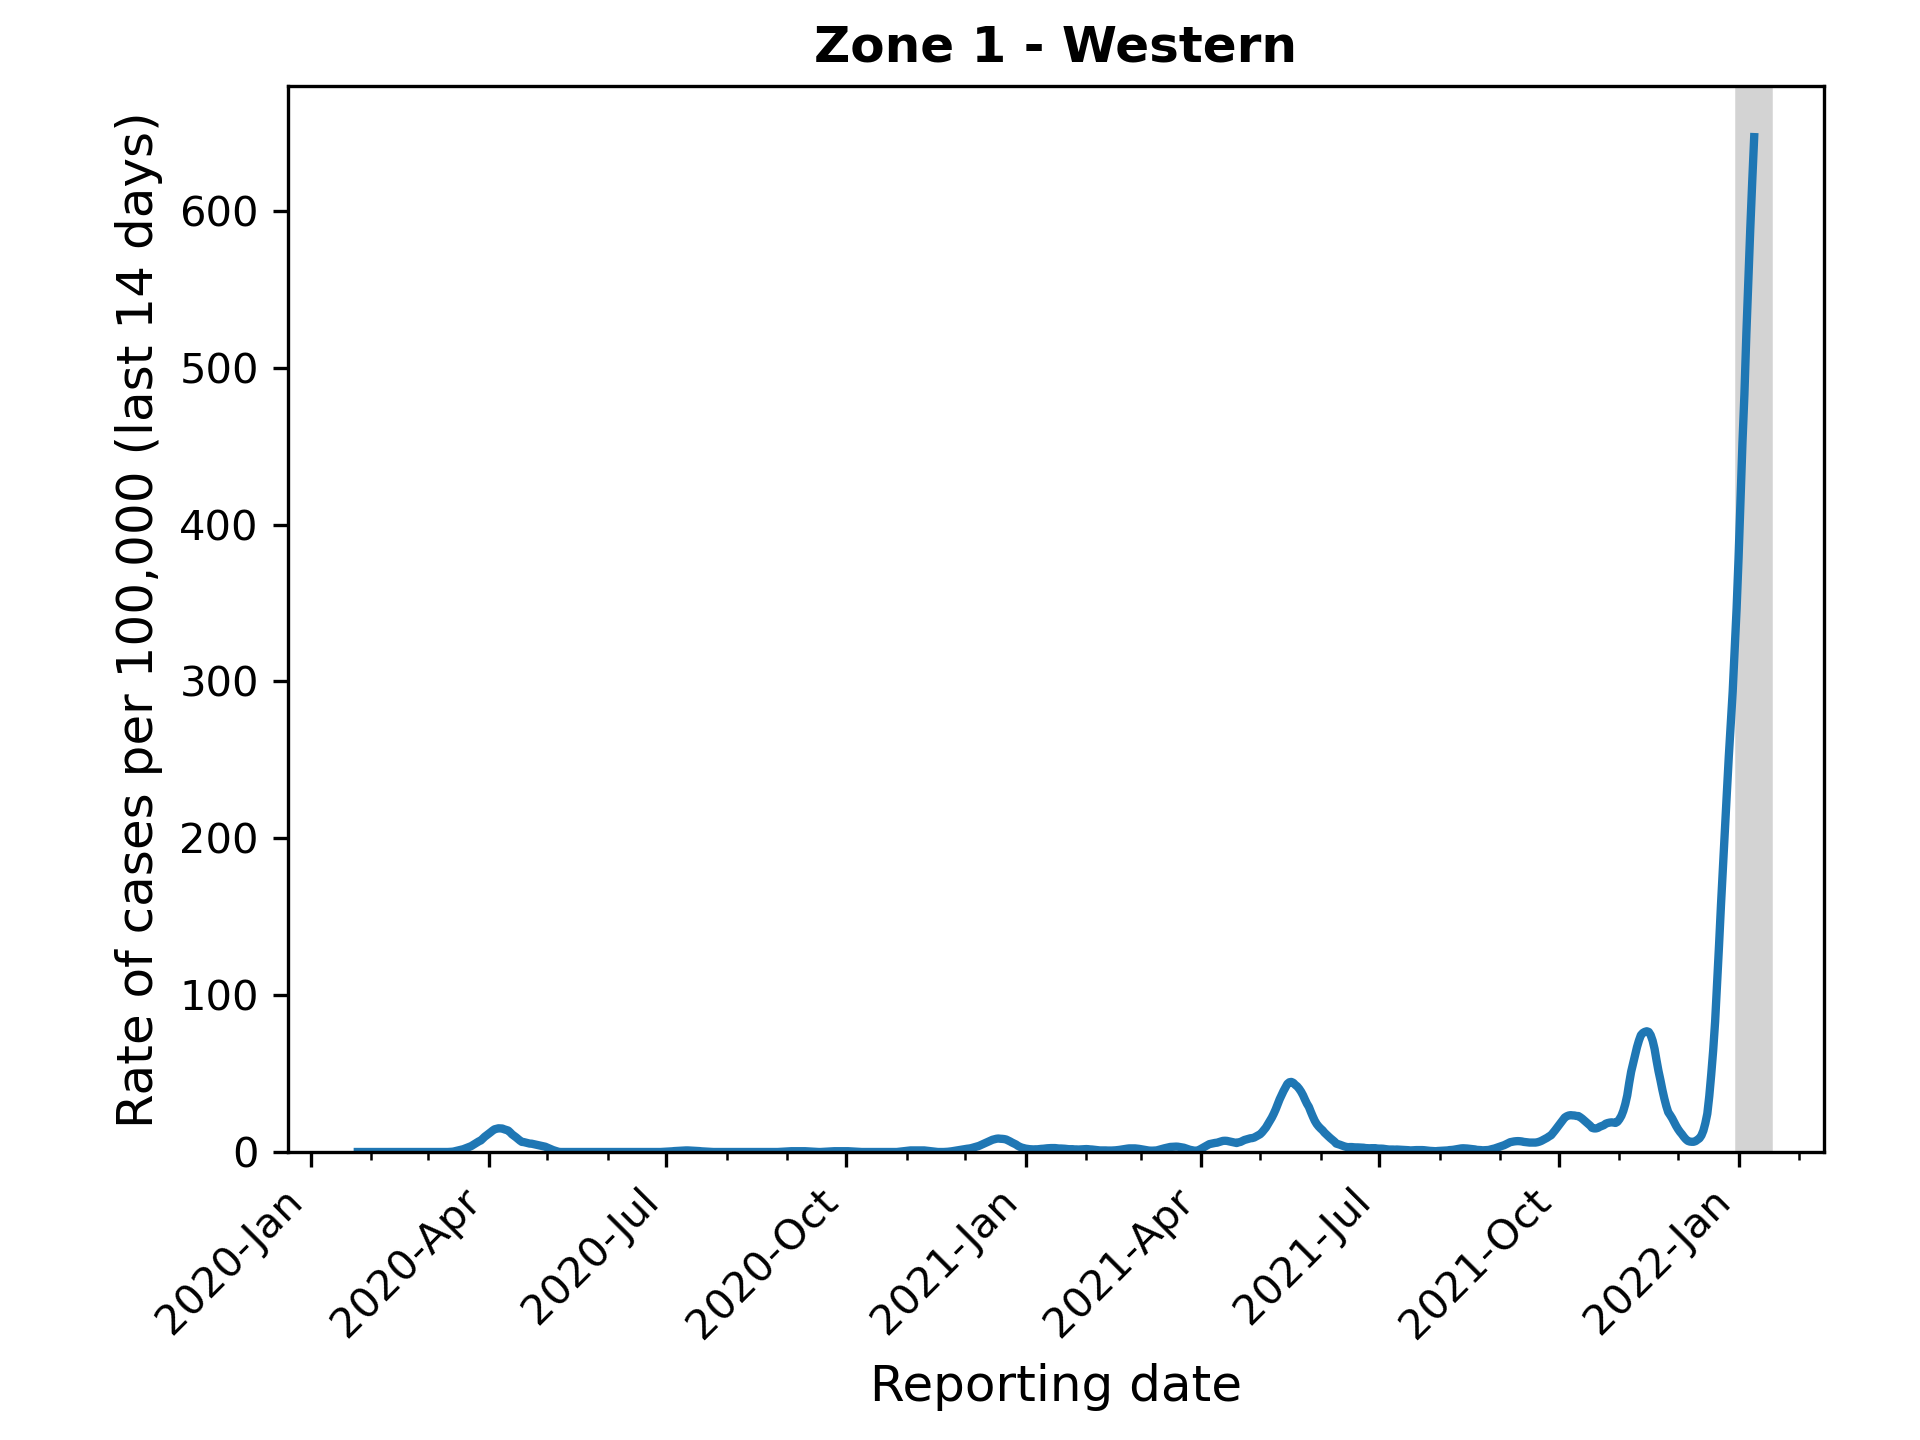 Zone 1 - Western
Rate of cases per 100,000 (last 14 days)
600
500
400
300
200
100
0
2020-Jan
2020-Apr
2020-Jul
2020-Oct
2021-Jan
2021-Apr
2021-Jul
2021-Oct
2022-Jan
Reporting date